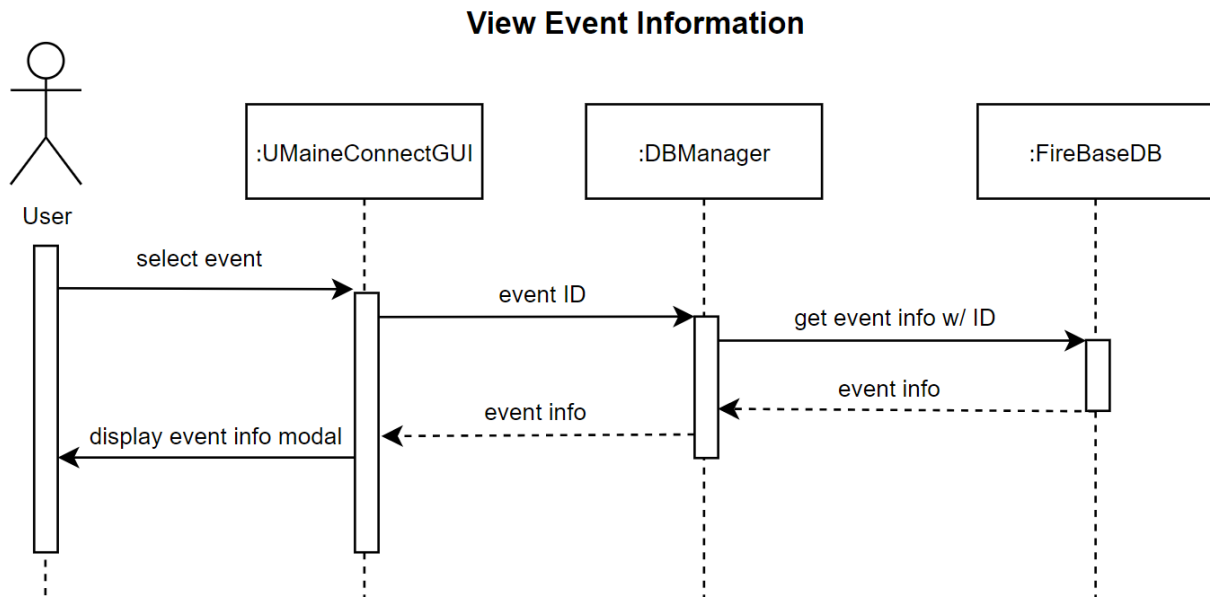 View Event Information
:UMaineConnectGUI
:DBManager
:FireBaseDB
User
select event
event ID
get event info w/ ID
event info
event info
display event info modal